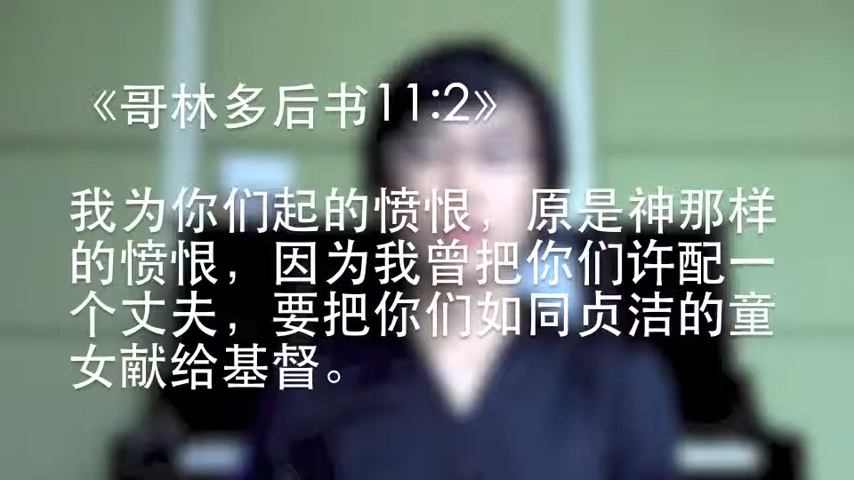 《哥林多后书11:2》
我为你们起的愤恨，原是神那样
的愤恨，因为我曾把你们许配一
个丈夫，要把你们如同贞洁的童
女献给基督。